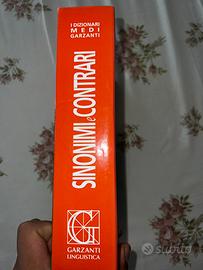 I DIZIONARI
MEDI
GARZANTI
SINONIMI e CONTRARI
GARZANTI
LINGUISTICA
subito